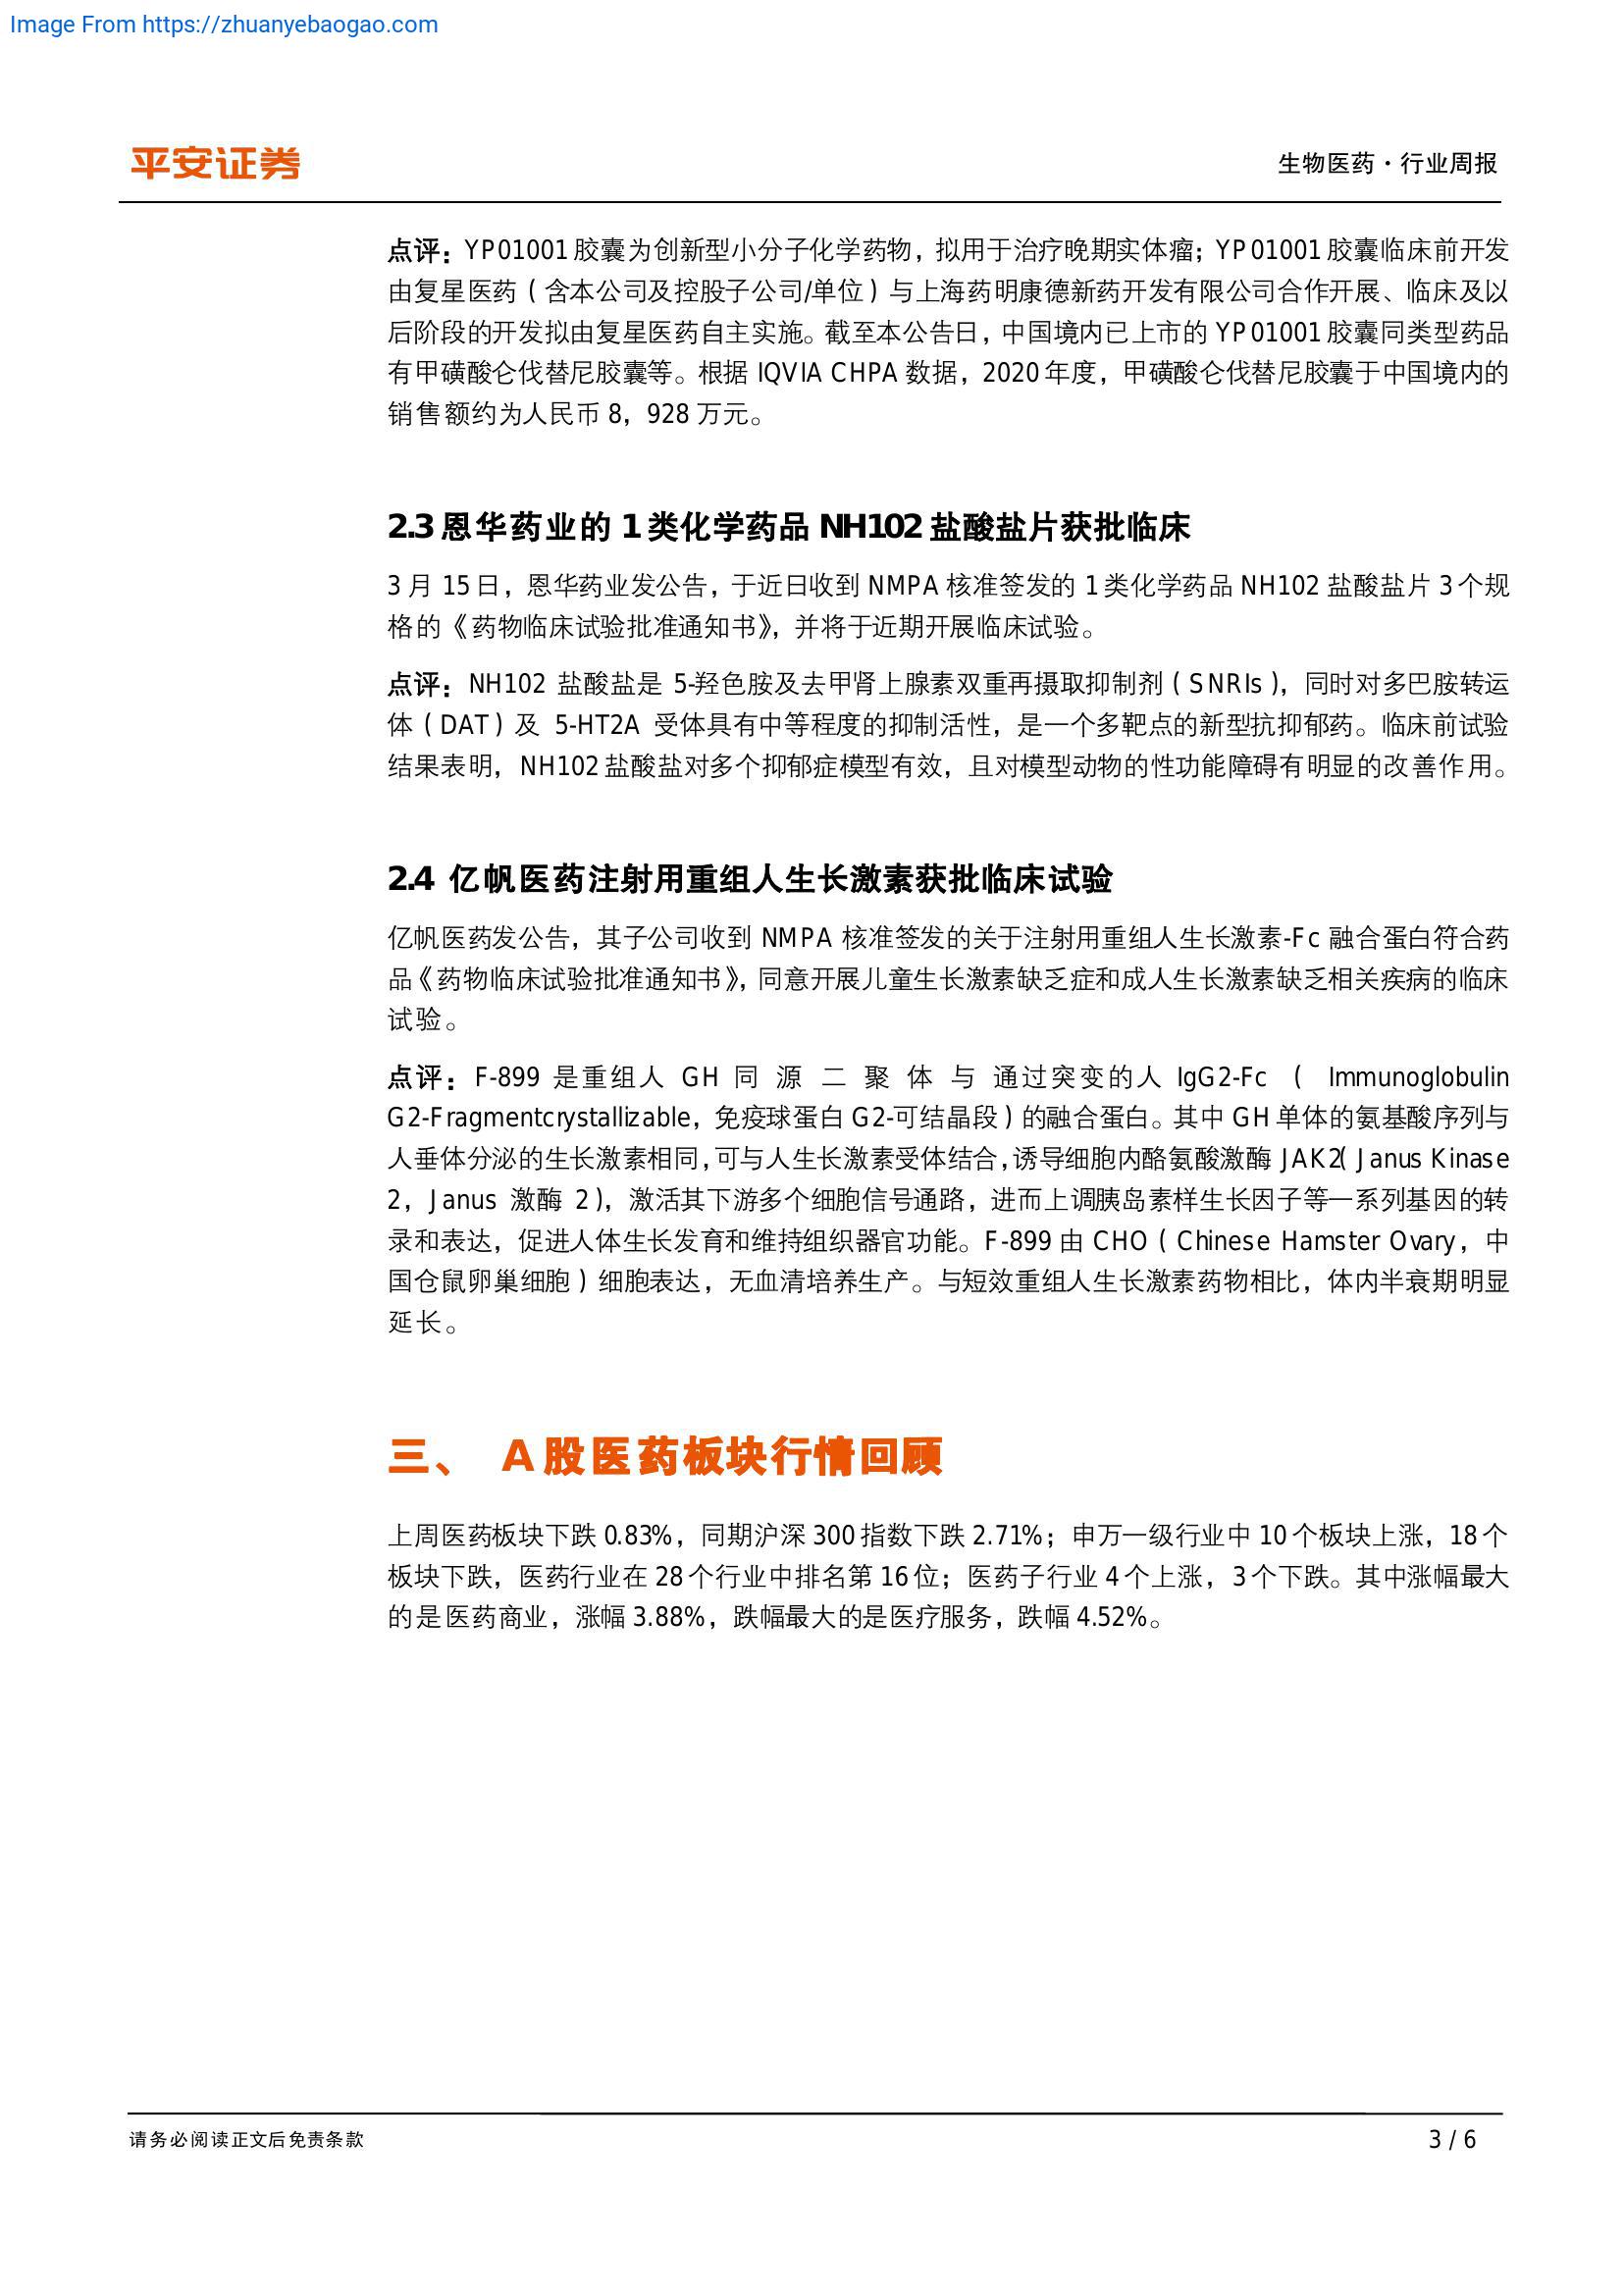 Image From https://zhuanyebaogao.com
平安证券
生物医药·行业周报
点评：YP01001胶囊为创新型小分子化学药物，拟用于治疗晚期实体瘤；YP01001胶囊临床前开发
由复星医药（含本公司及控股子公司/单位）与上海药明康德新药开发有限公司合作开展、临床及以
后阶段的开发拟由复星医药自主实施。截至本公告日，中国境内已上市的 YP01001胶囊同类型药品
有甲磺酸仑伐替尼胶囊等。根据 IQVIA CHPA 数据，2020年度，甲磺酸仑伐替尼胶囊于中国境内的
销售额约为人民币 8，928 万元。
2.3 恩华药业的 1 类化学药品 NH102 盐酸盐片获批临床
3 月 15 日，恩华药业发公告，于近日收到 NMPA 核准签发的 1 类化学药品 NH102 盐酸盐片 3 个规
格的《药物临床试验批准通知书》，并将于近期开展临床试验。
点评：NH102 盐酸盐是 5-羟色胺及去甲肾上腺素双重再摄取抑制剂（SNRIs），同时对多巴胺转运
体（DAT）及 5-HT2A 受体具有中等程度的抑制活性，是一个多靶点的新型抗抑郁药。临床前试验
结果表明，NH102 盐酸盐对多个抑郁症模型有效，且对模型动物的性功能障碍有明显的改善作用。
2.4 亿帆医药注射用重组人生长激素获批临床试验
亿帆医药发公告，其子公司收到 NMPA 核准签发的关于注射用重组人生长激素-Fc 融合蛋白符合药
品《药物临床试验批准通知书》，同意开展儿童生长激素缺乏症和成人生长激素缺乏相关疾病的临床
试验。
点评：F-899 是重组人 GH 同 源 二 聚 体 与 通过突变的人 IgG2-Fc （ Immunoglobulin
G2-Fragmentcrystallizable，免疫球蛋白 G2-可结晶段）的融合蛋白。其中 GH 单体的氨基酸序列与
人垂体分泌的生长激素相同，可与人生长激素受体结合，诱导细胞内酪氨酸激酶 JAK2（Janus Kinase
2，Janus 激酶 2），激活其下游多个细胞信号通路，进而上调胰岛素样生长因子等一系列基因的转
录和表达，促进人体生长发育和维持组织器官功能。F-899 由 CHO（Chinese Hamster Ovary，中
国仓鼠卵巢细胞）细胞表达，无血清培养生产。与短效重组人生长激素药物相比，体内半衰期明显
延长。
三、 A 股医药板块行情回顾
上周医药板块下跌 0.83%，同期沪深 300 指数下跌 2.71%；申万一级行业中 10 个板块上涨，18 个
板块下跌，医药行业在 28 个行业中排名第 16 位；医药子行业 4 个上涨，3 个下跌。其中涨幅最大
的是医药商业，涨幅 3.88%，跌幅最大的是医疗服务，跌幅 4.52%。
请务必阅读正文后免责条款
3 / 6